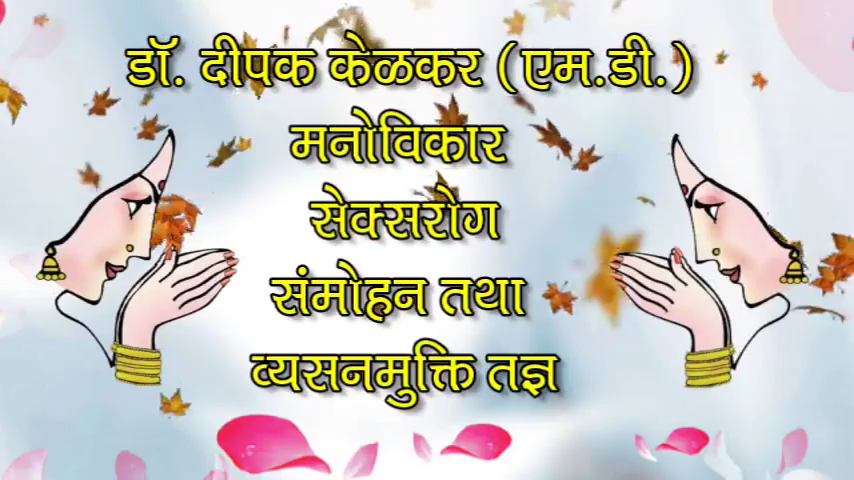 डॉ. दीपक केळकर (एम.डी.)
मनोविकार
सेक्सरोग
संमोहन तथा
व्यसनमुक्ति तज्ञ